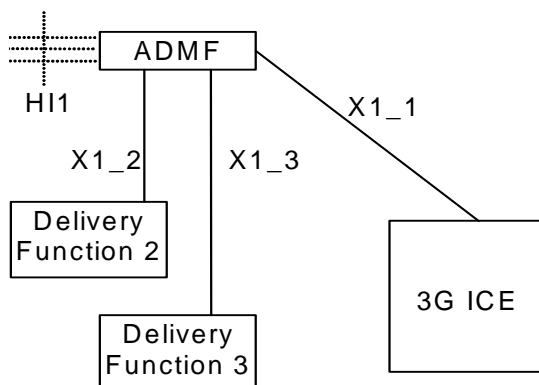 ADMF
HI1
X1_1
X1_2
X1_3
Delivery
Function 2
3G ICE
Delivery
Function 3